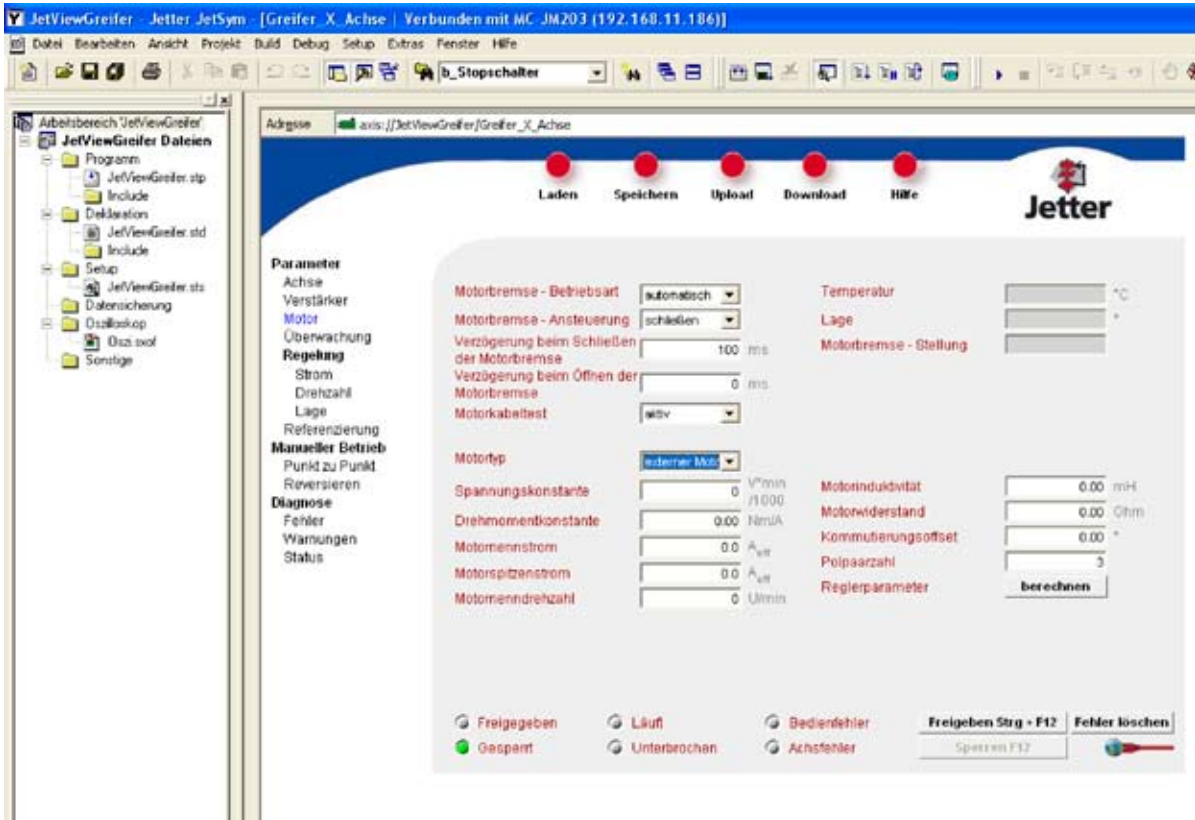 JetViewGreifer - Jetter JetSym - [Greifer_X_Achse | Verbunden mit MC-JM203 (192.168.11.186)]
Datei Bearbeiten Ansicht Projekt Build Debug Setup Extras Fenster Hilfe
b_Stopschalter
Arbeitsbereich 'JetViewGreifer'
JetViewGreifer Dateien
Programm
JetViewGreifer.stp
Include
Deklaration
JetViewGreifer.std
Include
Setup
JetViewGreifer.sts
Datensicherung
Oszilloskop
Oszi.sxof
Sonstige
Adresse axis://JetViewGreifer/Greifer_X_Achse
Laden Speichern Upload Download Hilfe
Jetter
Parameter
Achse
Verstärker
Motor
Überwachung
Regelung
Strom
Drehzahl
Lage
Referenzierung
Manueller Betrieb
Punkt zu Punkt
Reversieren
Diagnose
Fehler
Warnungen
Status
Motorbremse - Betriebsart automatisch
Motorbremse - Ansteuerung schließen
Verzögerung beim Schließen
der Motorbremse 100 ms
Verzögerung beim Öffnen der
Motorbremse 0 ms
Motorkabeltest aktiv
Motortyp externer Moto
Spannungskonstante 0 V*min
/1000
Drehmomentkonstante 0.00 Nm/A
Motornennstrom 0.0 Aeff
Motorspitzenstrom 0.0 Aeff
Motornenndrehzahl 0 U/min
Temperatur °C
Lage °
Motorbremse - Stellung
Motorinduktivität 0.00 mH
Motorwiderstand 0.00 Ohm
Kommutierungsoffset 0.00 °
Polpaarzahl 3
Reglerparameter berechnen
Freigegeben Läuft Bedienfehler Freigeben Strg + F12 Fehler löschen
Gesperrt Unterbrochen Achsfehler Sperren F12